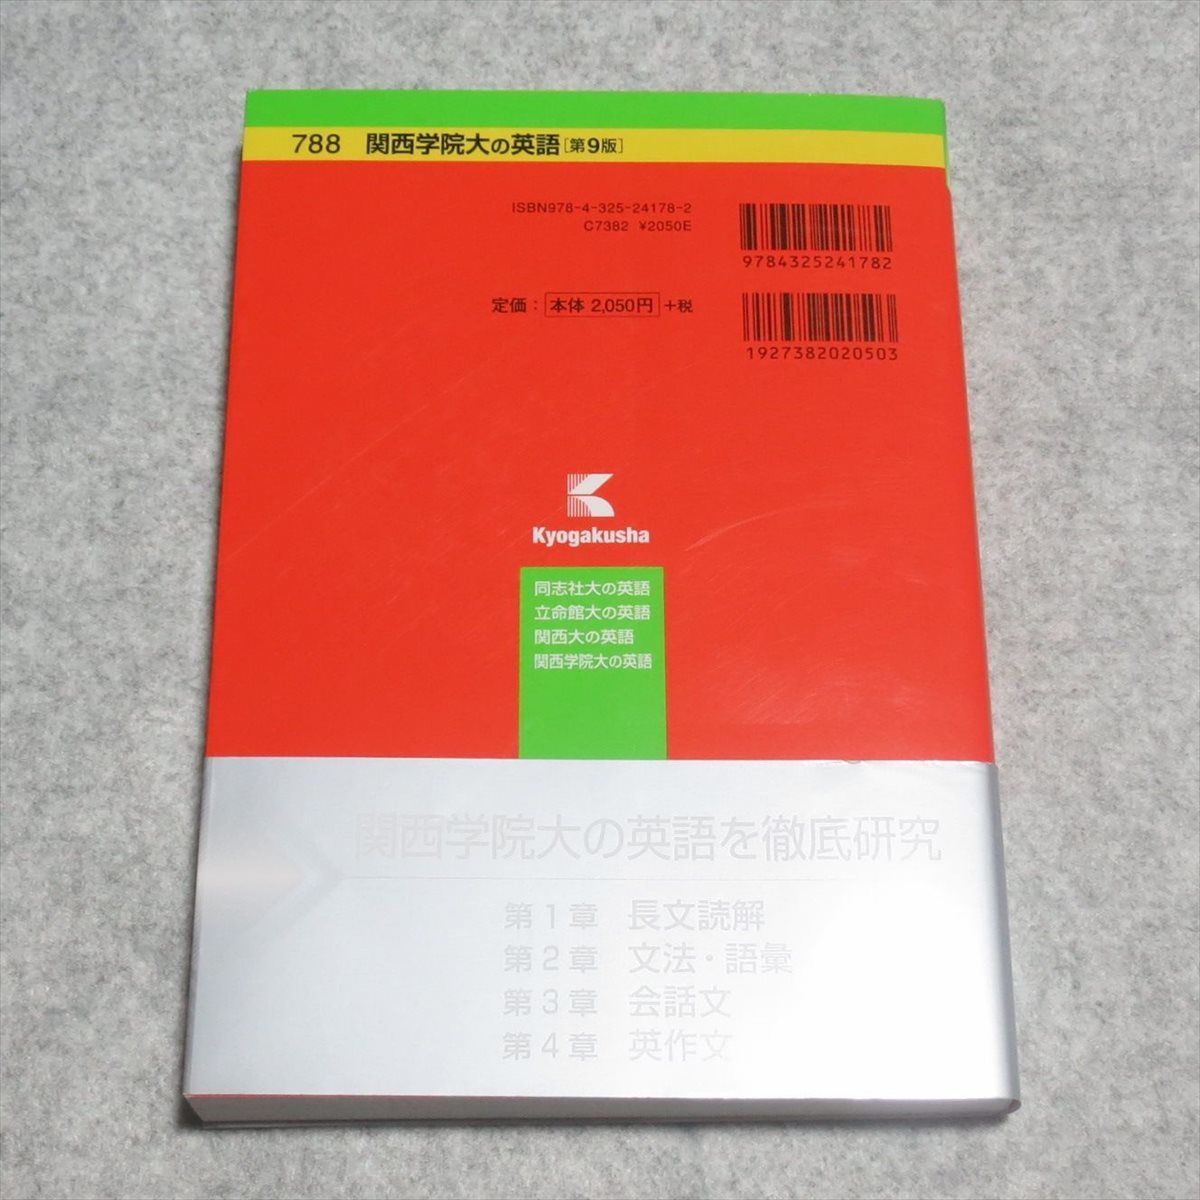 788 関西学院大の英語[第9版]
ISBN978-4-325-24178-2
C7382 ¥2050E
9784325241782
定価：本体 2,050円+税
1927382020503
Kyogakusha
同志社大の英語
立命館大の英語
関西大の英語
関西学院大の英語
関西学院大の英語を徹底研究
第1章 長文読解
第2章 文法・語彙
第3章 会話文
第4章 英作文